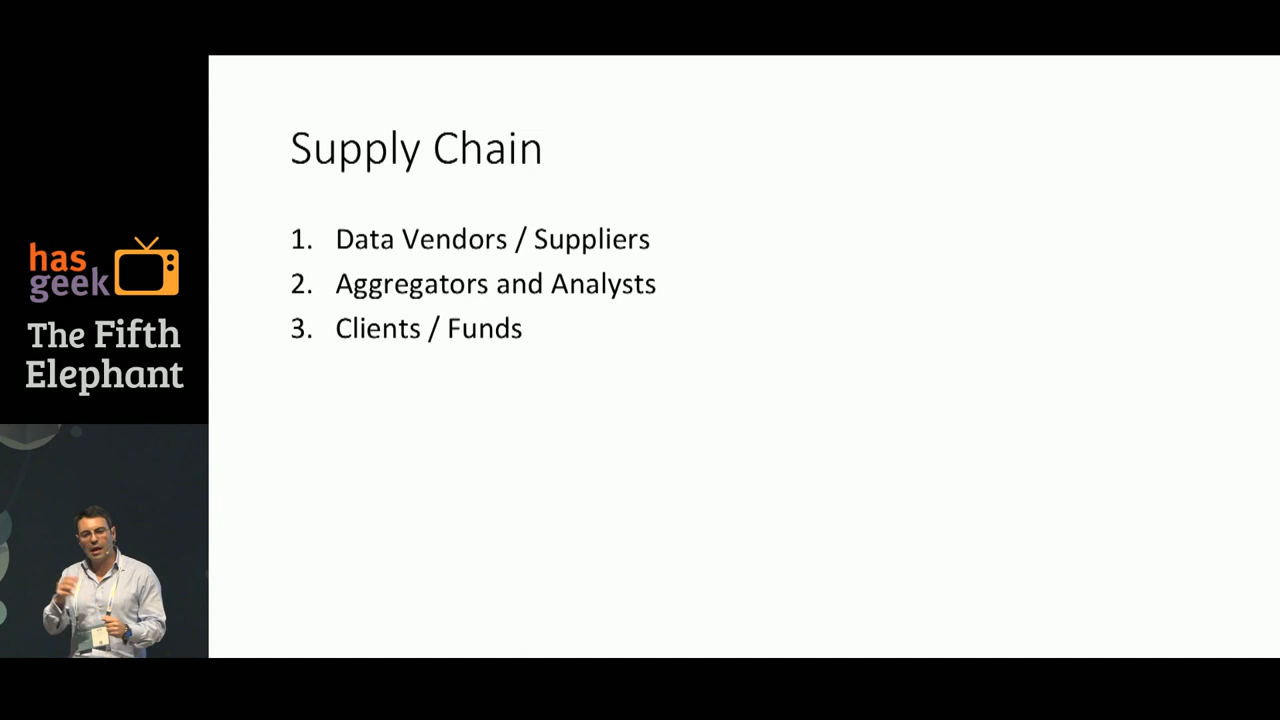 has
geek
The Fifth
Elephant
Supply Chain
1. Data Vendors / Suppliers
2. Aggregators and Analysts
3. Clients / Funds